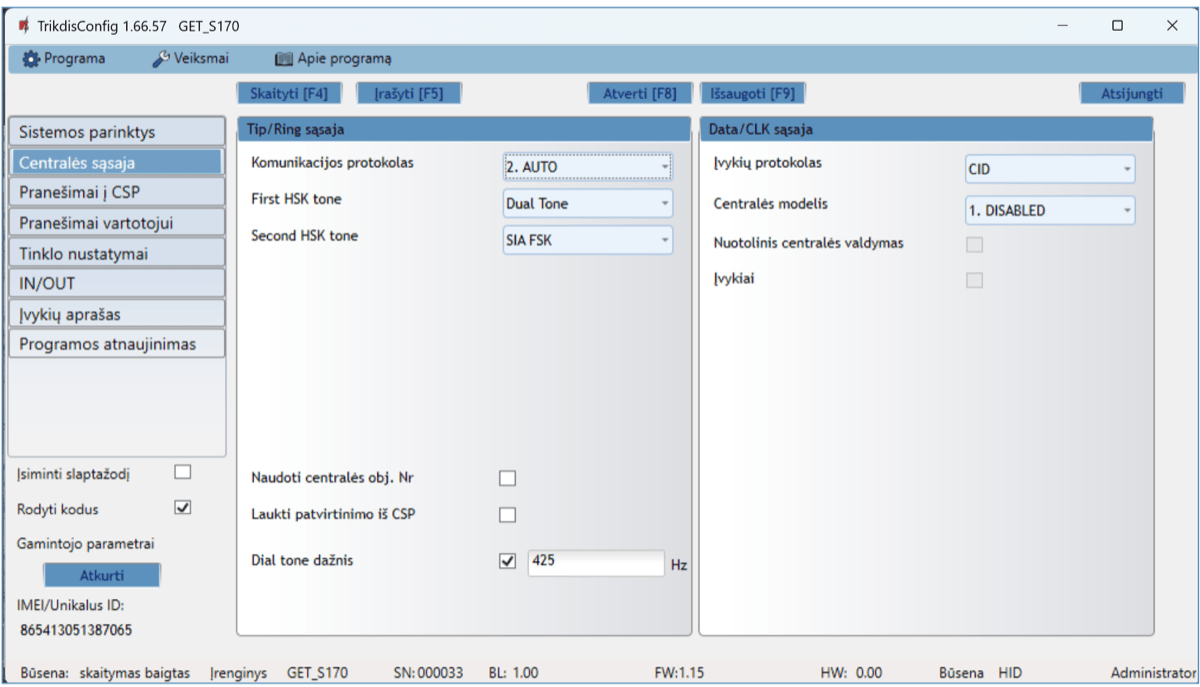 TrikdisConfig 1.66.57 GET_S170
Programa Veiksmai Apie programą
Skaityti [F4] Įrašyti [F5] Atverti [F8] Išsaugoti [F9] Atsijungti
Sistemos parinktys
Centralės sąsaja
Pranešimai į CSP
Pranešimai vartotojui
Tinklo nustatymai
IN/OUT
Įvykių aprašas
Programos atnaujinimas
Įsiminti slaptažodį
Rodyti kodus
Gamintojo parametrai
Atkurti
IMEI/Unikalus ID:
865413051387065
Tip/Ring sąsaja
Komunikacijos protokolas 2. AUTO
First HSK tone Dual Tone
Second HSK tone SIA FSK
Naudoti centralės obj. Nr
Laukti patvirtinimo iš CSP
Dial tone dažnis 425 Hz
Data/CLK sąsaja
Įvykių protokolas CID
Centralės modelis 1. DISABLED
Nuotolinis centralės valdymas
Įvykiai
Būsena: skaitymas baigtas Įrenginys GET_S170 SN:000033 BL: 1.00 FW:1.15 HW: 0.00 Būsena HID Administrator